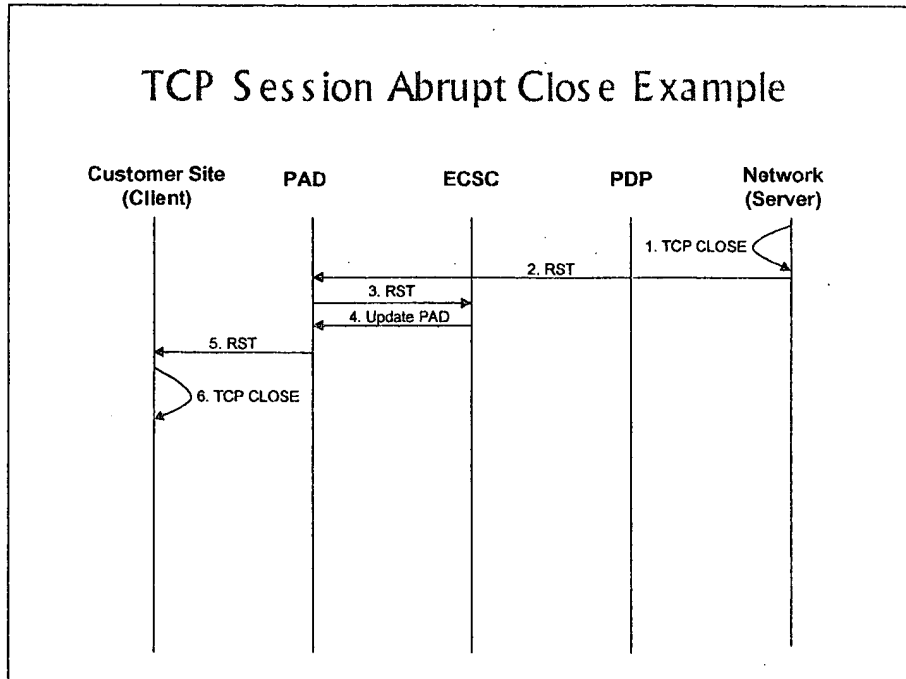 TCP Session Abrupt Close Example
Customer Site
(Client)
PAD
ECSC
PDP
Network
(Server)
1. TCP CLOSE
2. RST
3. RST
4. Update PAD
5. RST
6. TCP CLOSE